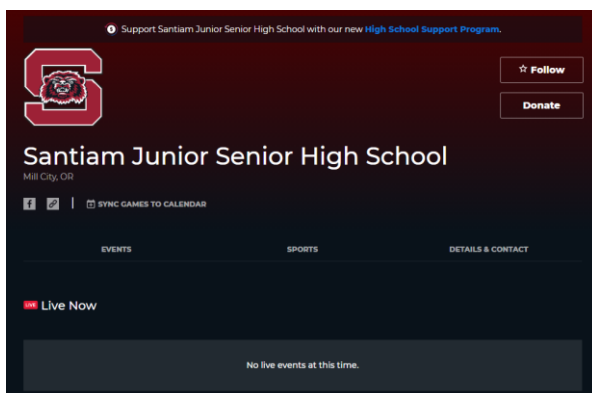 Support Santiam Junior Senior High School with our new High School Support Program.
☆ Follow
Donate
Santiam Junior Senior High School
Mill City, OR
SYNC GAMES TO CALENDAR
EVENTS SPORTS DETAILS & CONTACT
LIVE Live Now
No live events at this time.